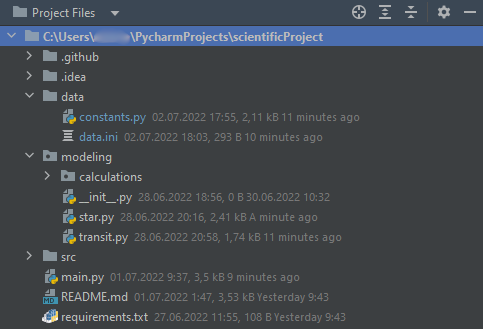 Project Files
C:\Users\ \PycharmProjects\scientificProject
.github
.idea
data
constants.py 02.07.2022 17:55, 2,11 kB 11 minutes ago
data.ini 02.07.2022 18:03, 293 B 10 minutes ago
modeling
calculations
__init__.py 28.06.2022 18:56, 0 B 30.06.2022 10:32
star.py 28.06.2022 20:16, 2,41 kB A minute ago
transit.py 28.06.2022 20:58, 1,74 kB 11 minutes ago
src
main.py 01.07.2022 9:37, 3,5 kB 9 minutes ago
README.md 01.07.2022 1:47, 3,53 kB Yesterday 9:43
requirements.txt 27.06.2022 11:55, 108 B Yesterday 9:43